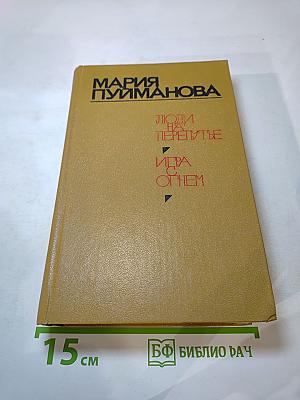 МАРИЯ
ПУЙМАНОВА
ЛЮДИ
НА
ПЕРЕПУТЬЕ
ИГРА
С
ОГНЕМ
15 см
БФ БИБЛИО ФАЧ